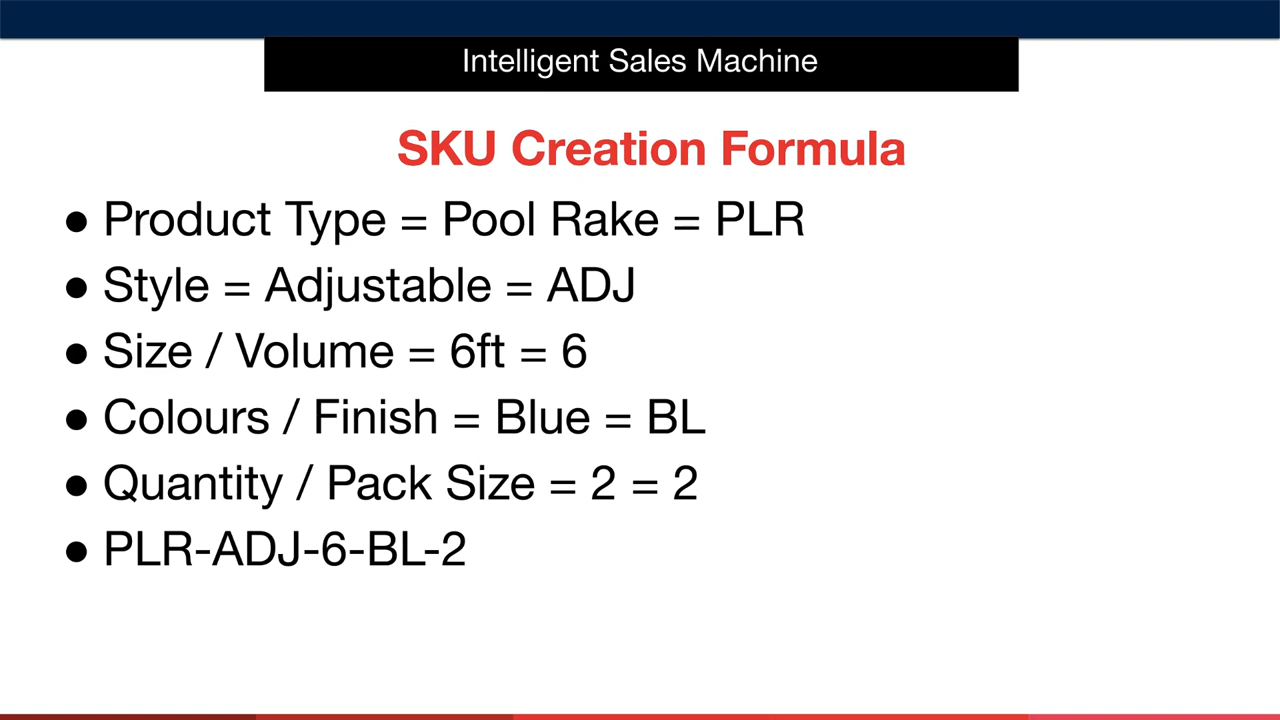 Intelligent Sales Machine
SKU Creation Formula
● Product Type = Pool Rake = PLR
● Style = Adjustable = ADJ
● Size / Volume = 6ft = 6
● Colours / Finish = Blue = BL
● Quantity / Pack Size = 2 = 2
● PLR-ADJ-6-BL-2